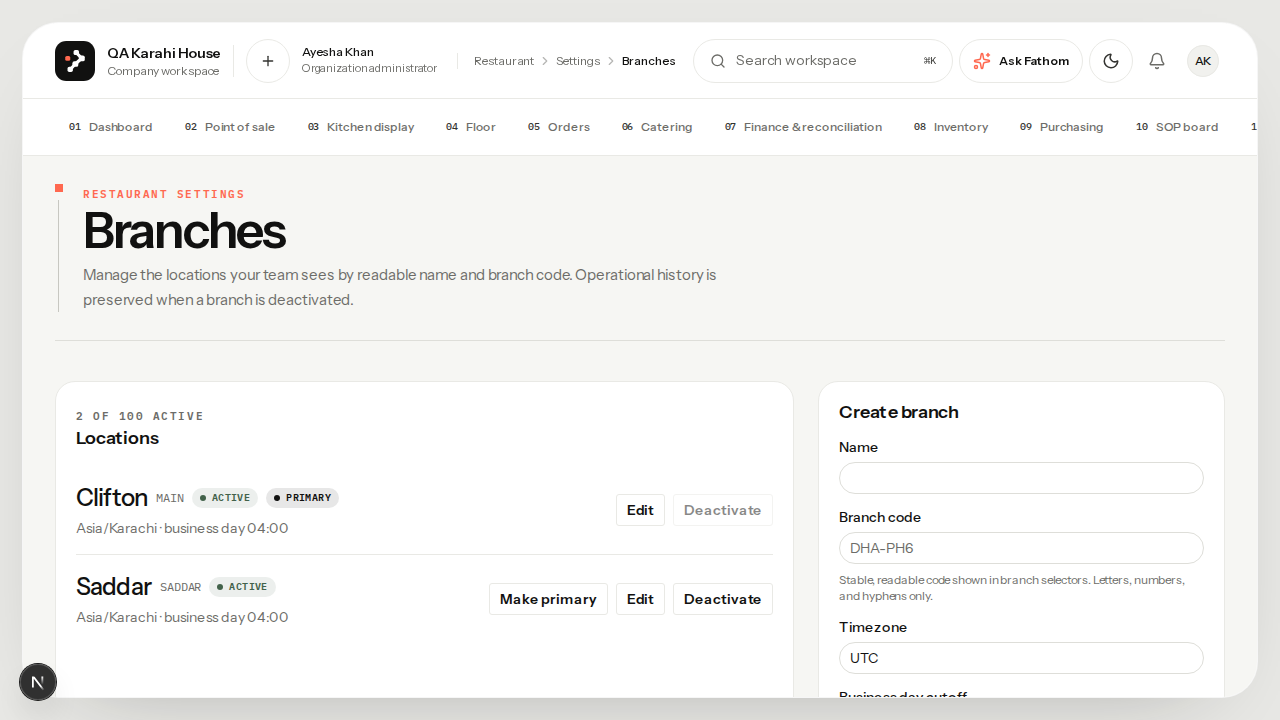 QA Karahi House
Company workspace
Ayesha Khan
Organization administrator
Restaurant > Settings > Branches
Search workspace ⌘K
Ask Fathom
AK
01 Dashboard 02 Point of sale 03 Kitchen display 04 Floor 05 Orders 06 Catering 07 Finance & reconciliation 08 Inventory 09 Purchasing 10 SOP board
RESTAURANT SETTINGS
Branches
Manage the locations your team sees by readable name and branch code. Operational history is
preserved when a branch is deactivated.
2 OF 100 ACTIVE
Locations
Clifton MAIN ACTIVE PRIMARY
Asia/Karachi · business day 04:00
Edit Deactivate
Saddar SADDAR ACTIVE
Asia/Karachi · business day 04:00
Make primary Edit Deactivate
Create branch
Name
Branch code
DHA-PH6
Stable, readable code shown in branch selectors. Letters, numbers,
and hyphens only.
Timezone
UTC
Business day cutoff